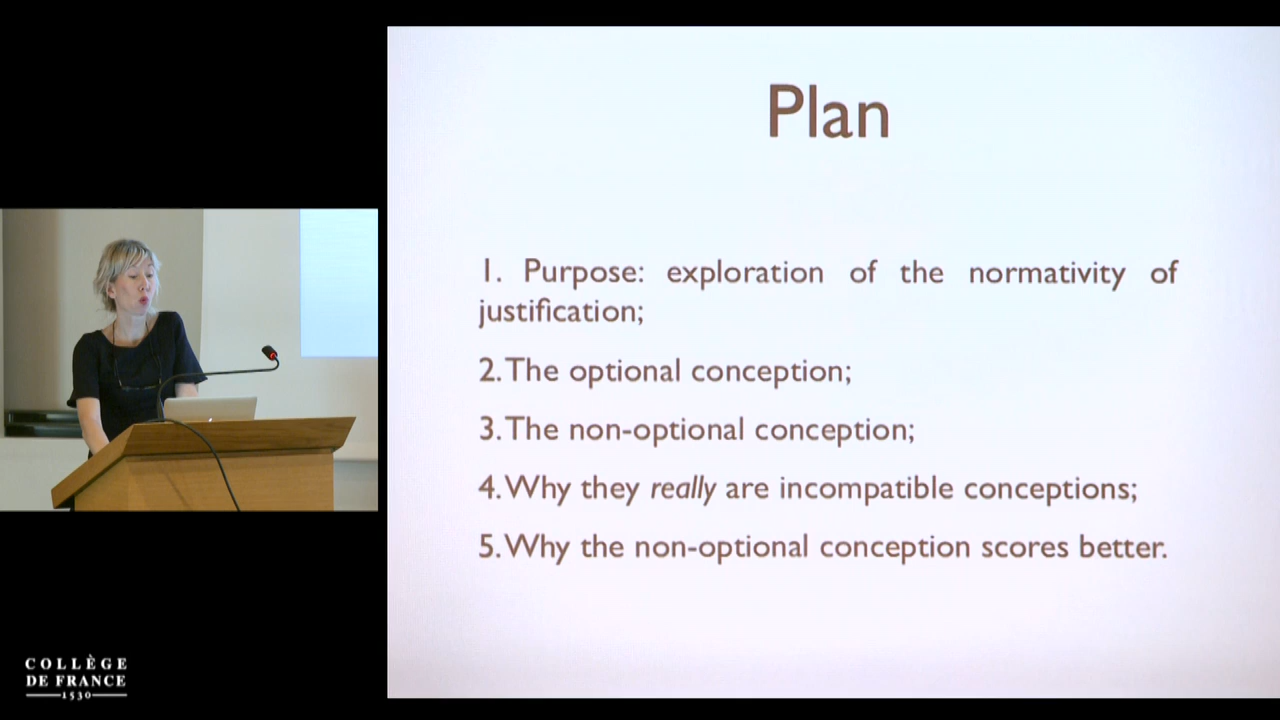 Plan
1. Purpose: exploration of the normativity of
justification;
2. The optional conception;
3. The non-optional conception;
4. Why they really are incompatible conceptions;
5. Why the non-optional conception scores better.
COLLÈGE
DE FRANCE
1530